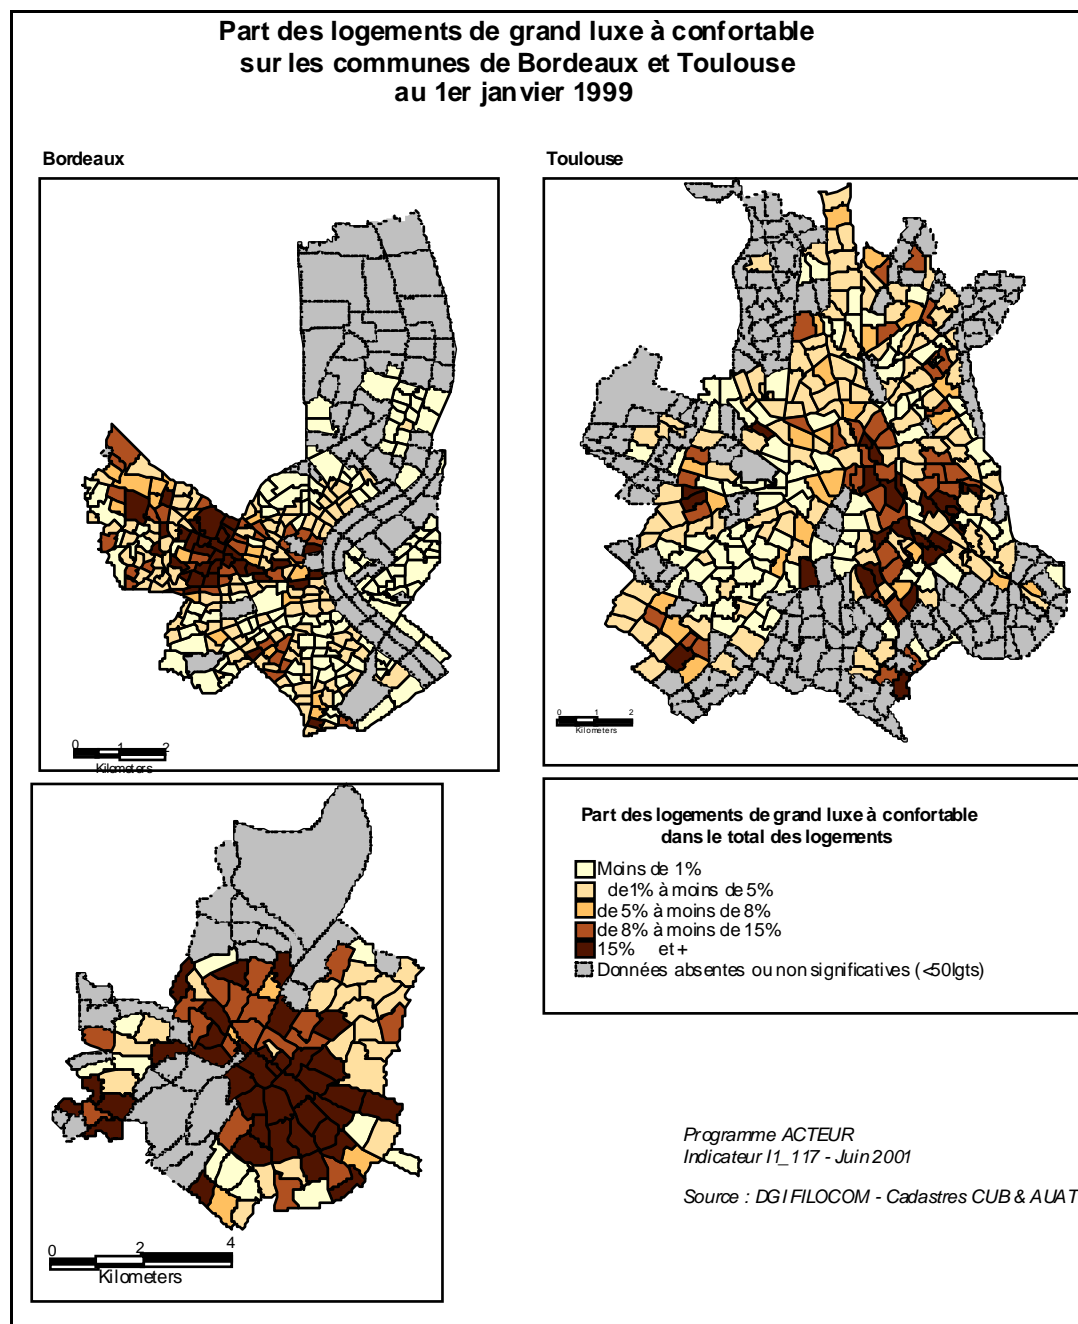 Part des logements de grand luxe à confortable
sur les communes de Bordeaux et Toulouse
au 1er janvier 1999
Bordeaux
Toulouse
0 1 2
Kilometers
0 1 2
Kilometers
Part des logements de grand luxe à confortable
dans le total des logements
Moins de 1%
de1% à moins de 5%
de 5% à moins de 8%
de 8% à moins de 15%
15% et +
Données absentes ou non significatives (<50lgts)
0 2 4
Kilometers
Programme ACTEUR
Indicateur I1_117 - Juin 2001
Source : DGI FILOCOM - Cadastres CUB & AUAT